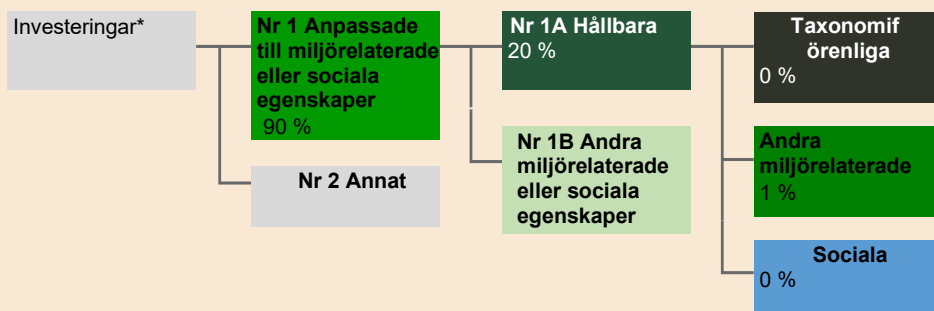 Investeringar*
Nr 1 Anpassade
till miljörelaterade
eller sociala
egenskaper
90 %
Nr 2 Annat
Nr 1A Hållbara
20 %
Nr 1B Andra
miljörelaterade
eller sociala
egenskaper
Taxonomif
örenliga
0 %
Andra
miljörelaterade
1 %
Sociala
0 %